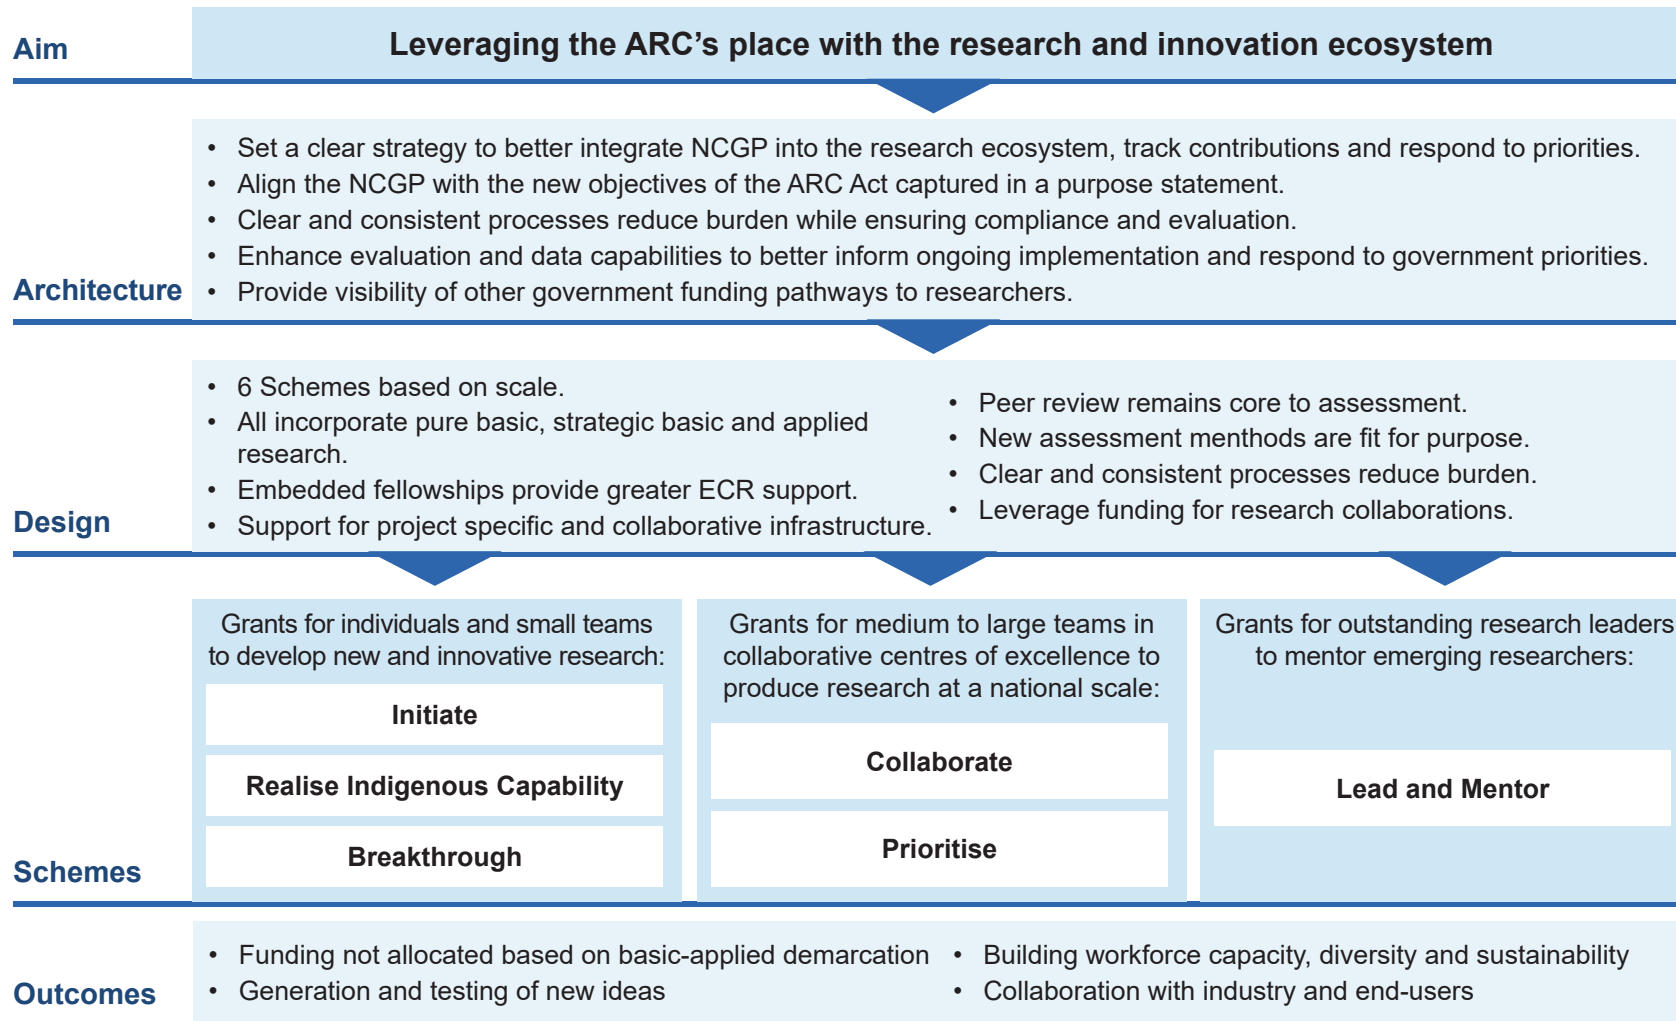 Aim
Leveraging the ARC’s place with the research and innovation ecosystem
Architecture
• Set a clear strategy to better integrate NCGP into the research ecosystem, track contributions and respond to priorities.
• Align the NCGP with the new objectives of the ARC Act captured in a purpose statement.
• Clear and consistent processes reduce burden while ensuring compliance and evaluation.
• Enhance evaluation and data capabilities to better inform ongoing implementation and respond to government priorities.
• Provide visibility of other government funding pathways to researchers.
Design
• 6 Schemes based on scale.
• All incorporate pure basic, strategic basic and applied
research.
• Embedded fellowships provide greater ECR support.
• Support for project specific and collaborative infrastructure.
• Peer review remains core to assessment.
• New assessment menthods are fit for purpose.
• Clear and consistent processes reduce burden.
• Leverage funding for research collaborations.
Schemes
Grants for individuals and small teams
to develop new and innovative research:
Initiate
Realise Indigenous Capability
Breakthrough
Grants for medium to large teams in
collaborative centres of excellence to
produce research at a national scale:
Collaborate
Prioritise
Grants for outstanding research leaders
to mentor emerging researchers:
Lead and Mentor
Outcomes
• Funding not allocated based on basic-applied demarcation
• Generation and testing of new ideas
• Building workforce capacity, diversity and sustainability
• Collaboration with industry and end-users